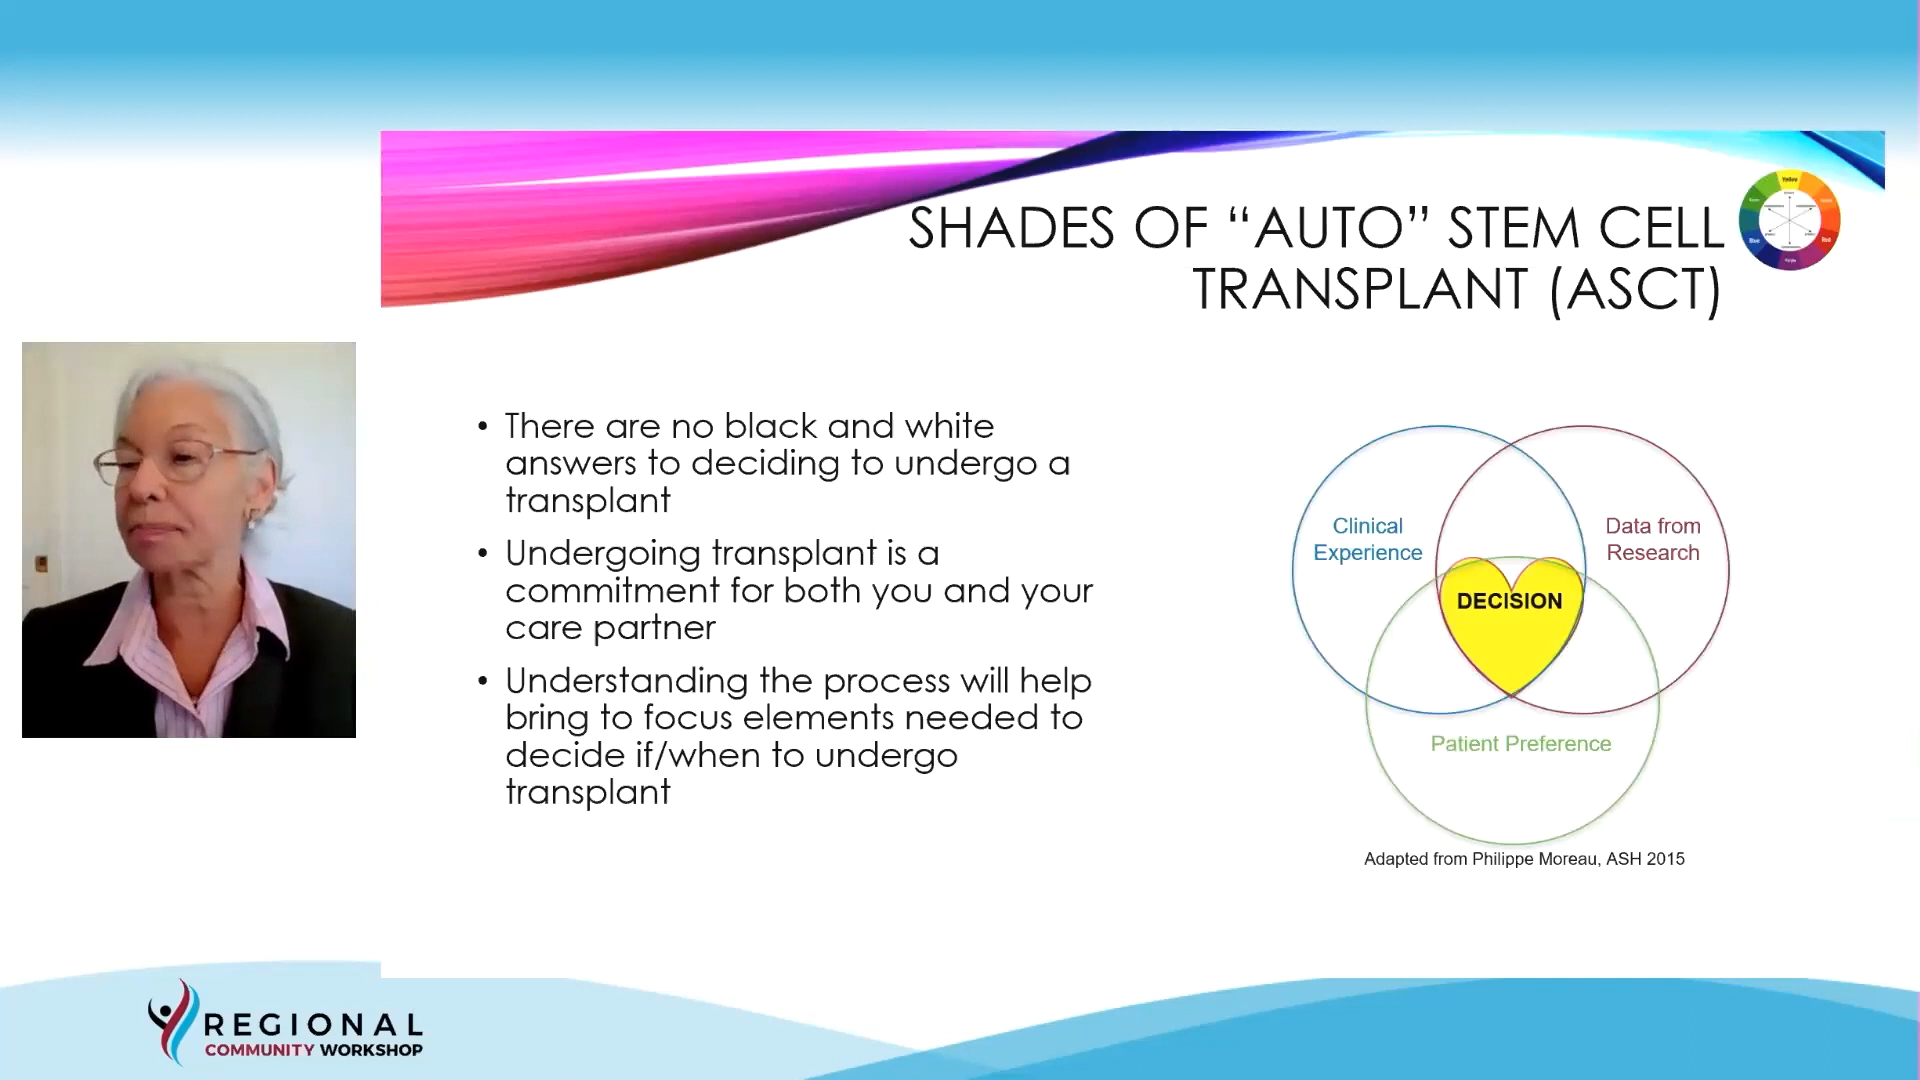 SHADES OF “AUTO” STEM CELL
TRANSPLANT (ASCT)
Yellow
Red
Blue
• There are no black and white
answers to deciding to undergo a
transplant
• Undergoing transplant is a
commitment for both you and your
care partner
• Understanding the process will help
bring to focus elements needed to
decide if/when to undergo
transplant
Clinical
Experience
Data from
Research
DECISION
Patient Preference
Adapted from Philippe Moreau, ASH 2015
REGIONAL
COMMUNITY WORKSHOP